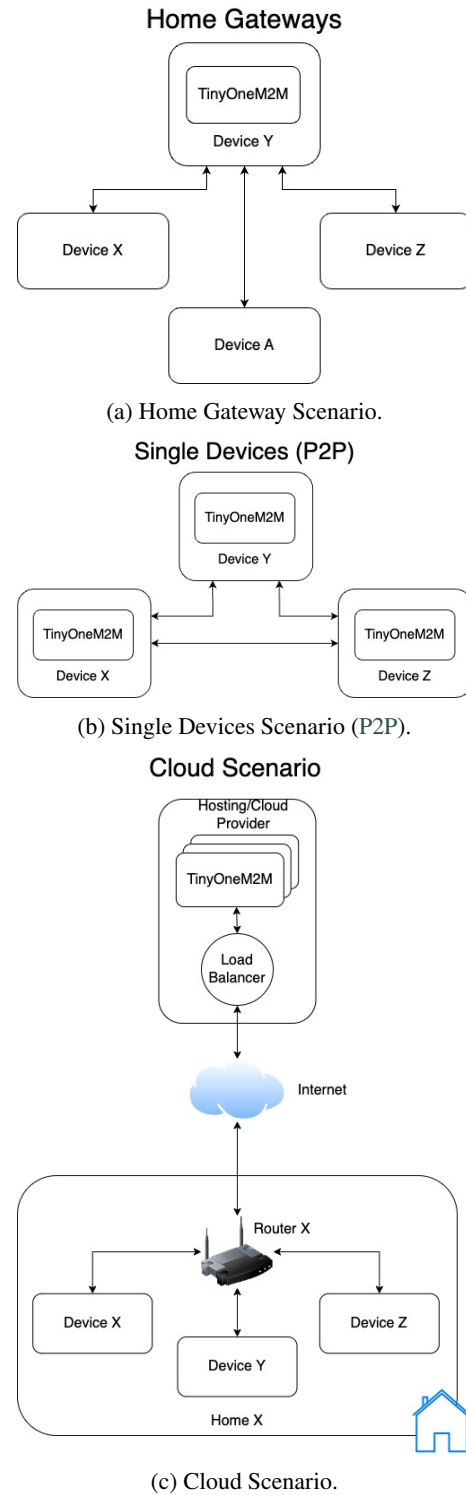 Home Gateways
TinyOneM2M
Device Y
Device X
Device Z
Device A
(a) Home Gateway Scenario.
Single Devices (P2P)
TinyOneM2M
Device Y
TinyOneM2M
TinyOneM2M
Device X
Device Z
(b) Single Devices Scenario (P2P).
Cloud Scenario
Hosting/Cloud
Provider
TinyOneM2M
Load
Balancer
Internet
Router X
Device X
Device Z
Device Y
Home X
(c) Cloud Scenario.